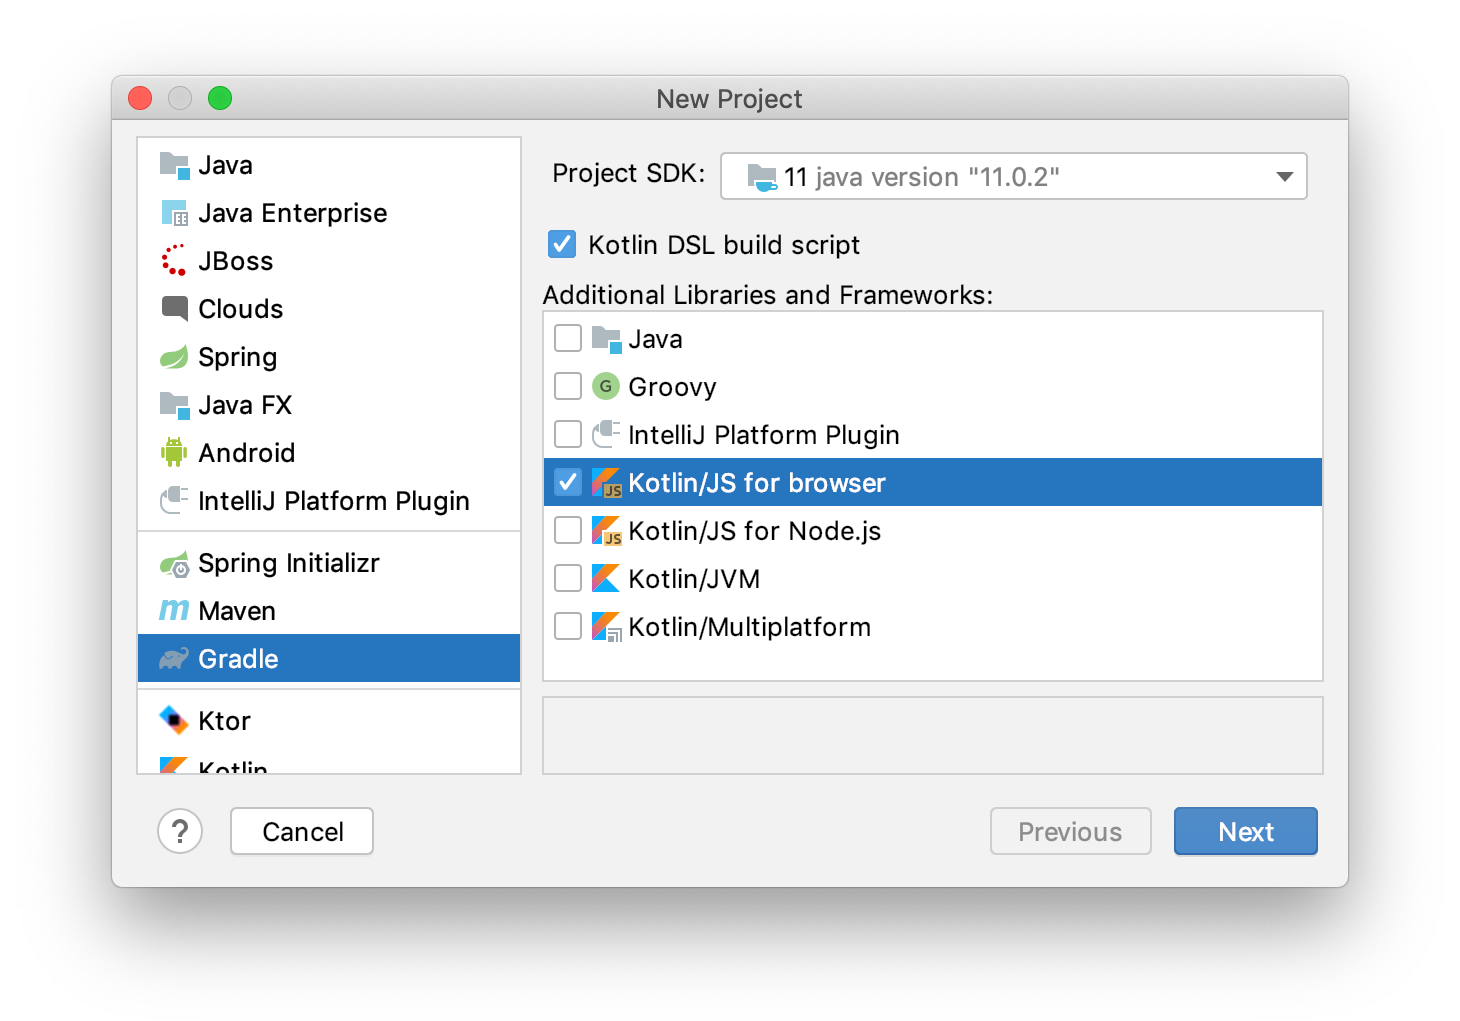 New Project
Java
Java Enterprise
JBoss
Clouds
Spring
Java FX
Android
IntelliJ Platform Plugin
Spring Initializr
Maven
Gradle
Ktor
Kotlin
Project SDK: 11 java version "11.0.2"
Kotlin DSL build script
Additional Libraries and Frameworks:
Java
G Groovy
IntelliJ Platform Plugin
JS Kotlin/JS for browser
JS Kotlin/JS for Node.js
Kotlin/JVM
Kotlin/Multiplatform
? Cancel Previous Next